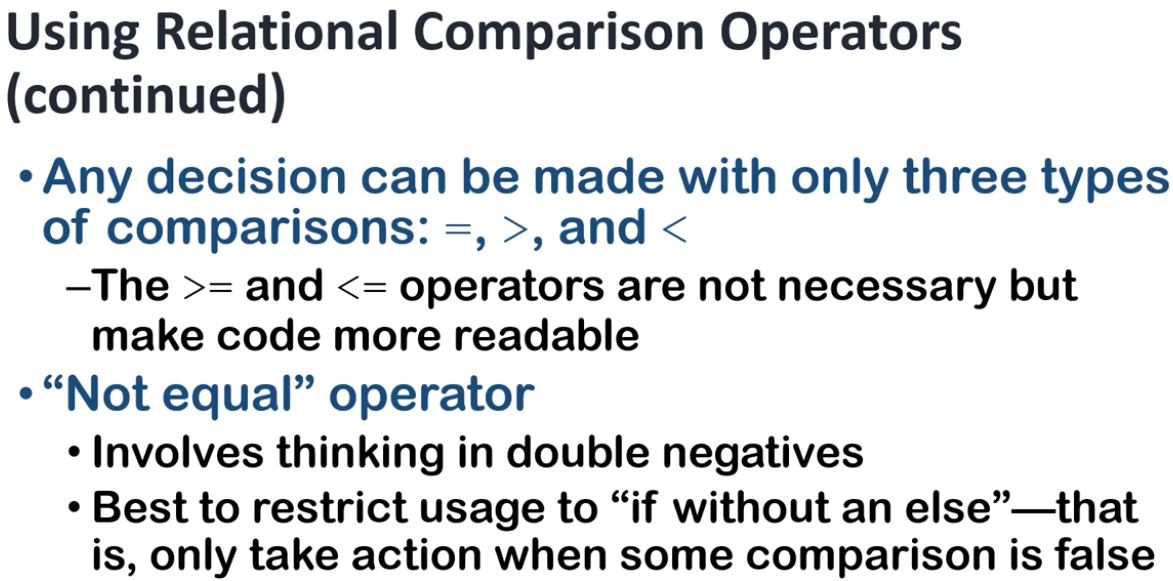 Using Relational Comparison Operators
(continued)
• Any decision can be made with only three types
of comparisons: =, >, and <
–The >= and <= operators are not necessary but
make code more readable
• “Not equal” operator
• Involves thinking in double negatives
• Best to restrict usage to “if without an else”—that
is, only take action when some comparison is false